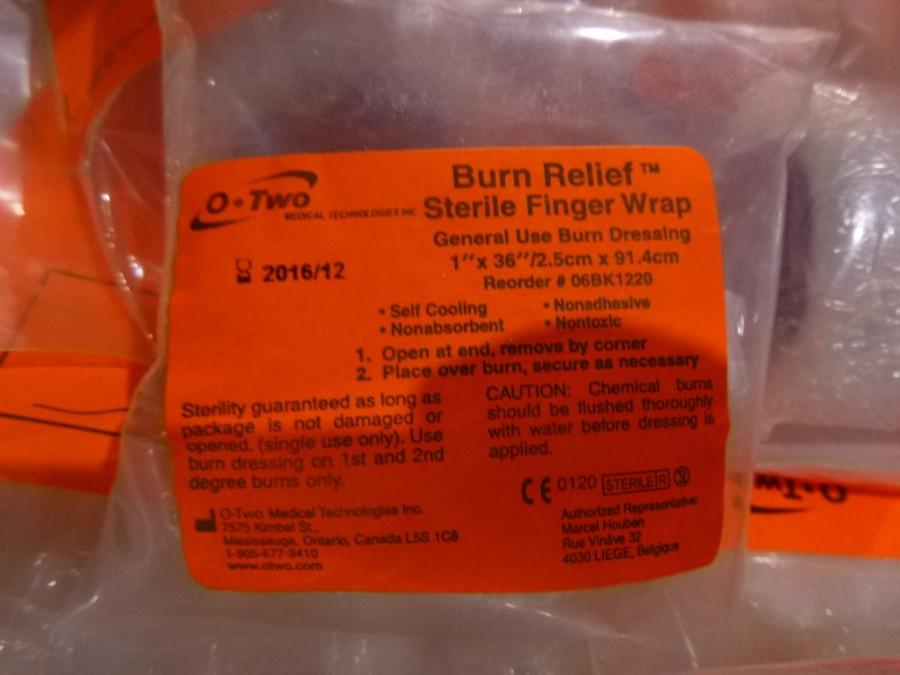 O-Two
MEDICAL TECHNOLOGIES INC
Burn Relief™
Sterile Finger Wrap
General Use Burn Dressing
1"x 36"/2.5cm x 91.4cm
Reorder # 06BK1220
2016/12
• Self Cooling
• Nonadhesive
• Nonabsorbent
• Nontoxic
1. Open at end, remove by corner
2. Place over burn, secure as necessary
Sterility guaranteed as long as
package is not damaged or
opened. (single use only). Use
burn dressing on 1st and 2nd
degree burns only.
CAUTION: Chemical burns
should be flushed thoroughly
with water before dressing is
applied.
CE 0120 STERILE R 2
O-Two Medical Technologies Inc.
7575 Kimbel St.,
Mississauga, Ontario, Canada L5S 1C8
1-905-677-9410
www.otwo.com
Authorized Representative:
Marcel Houben
Rue Vinâve 32
4030 LIEGE, Belgique
O-Tw